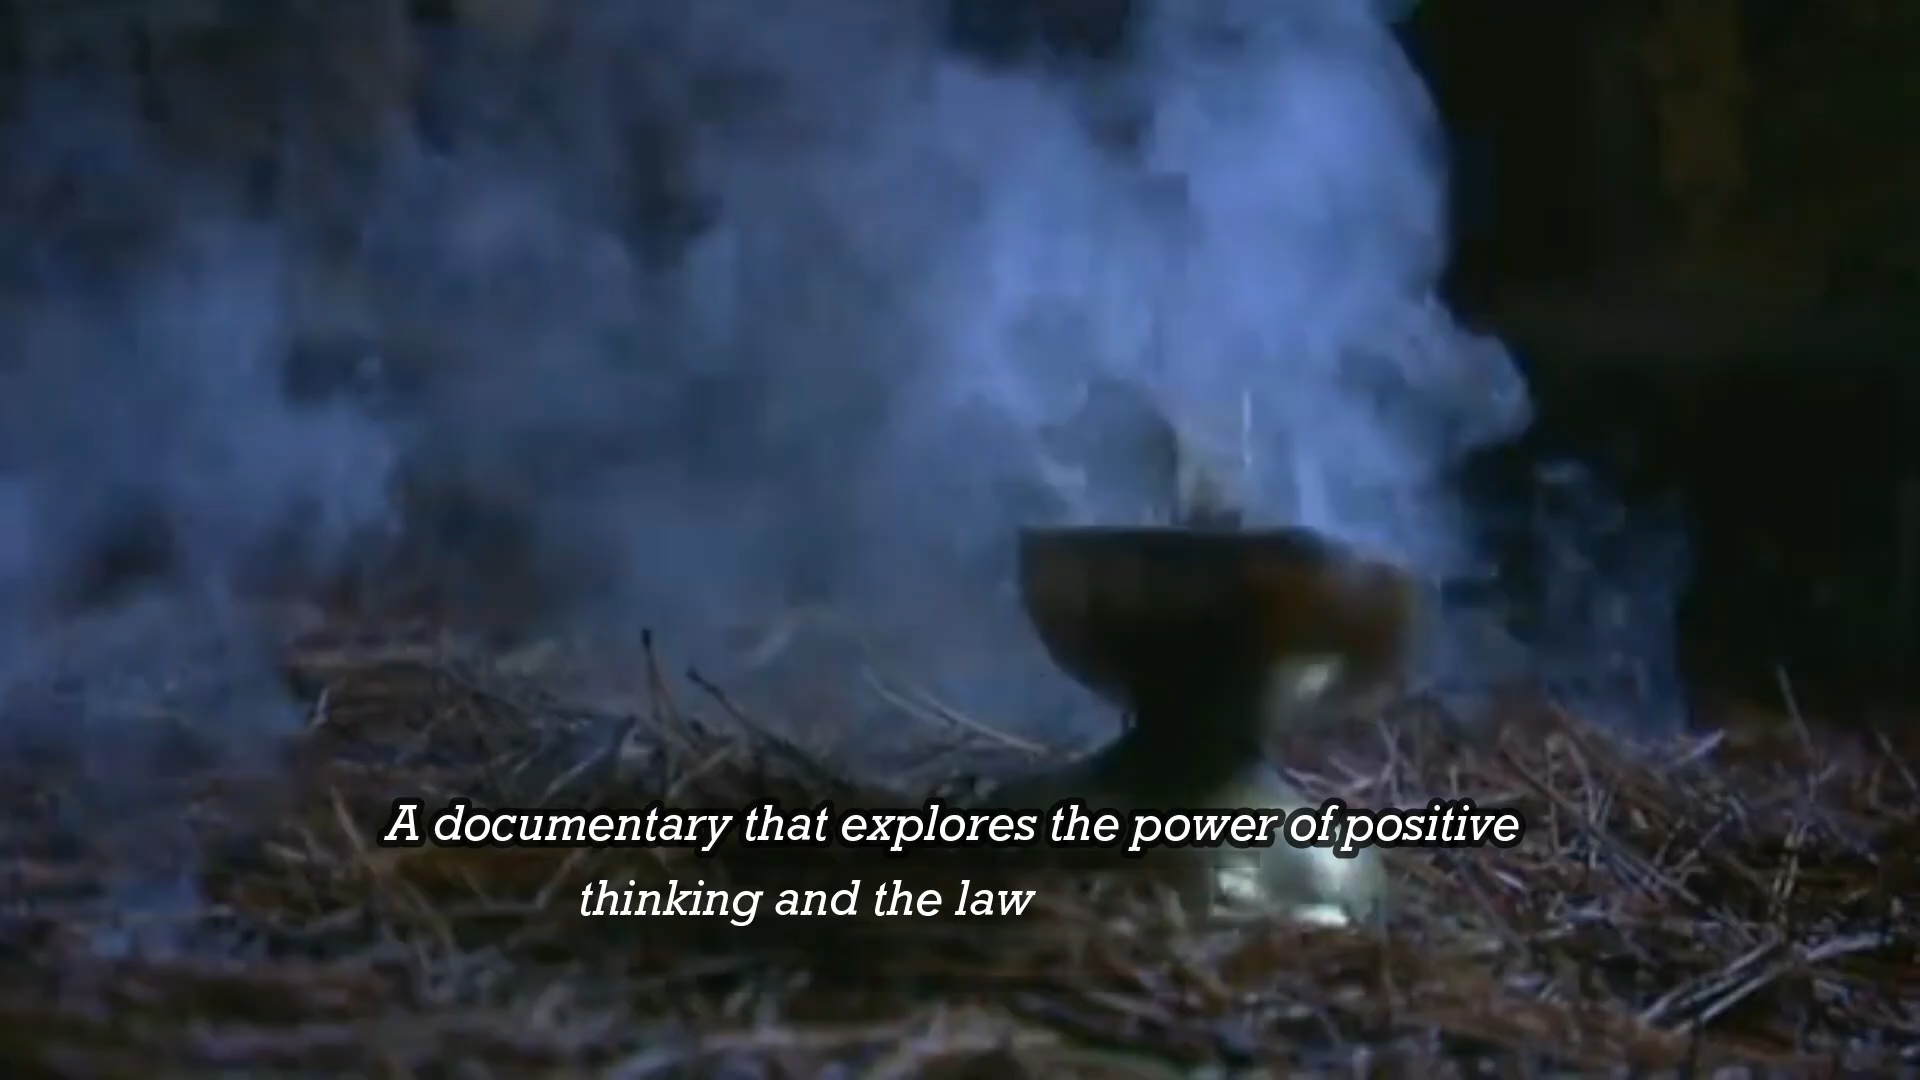 A documentary that explores the power of positive
thinking and the law